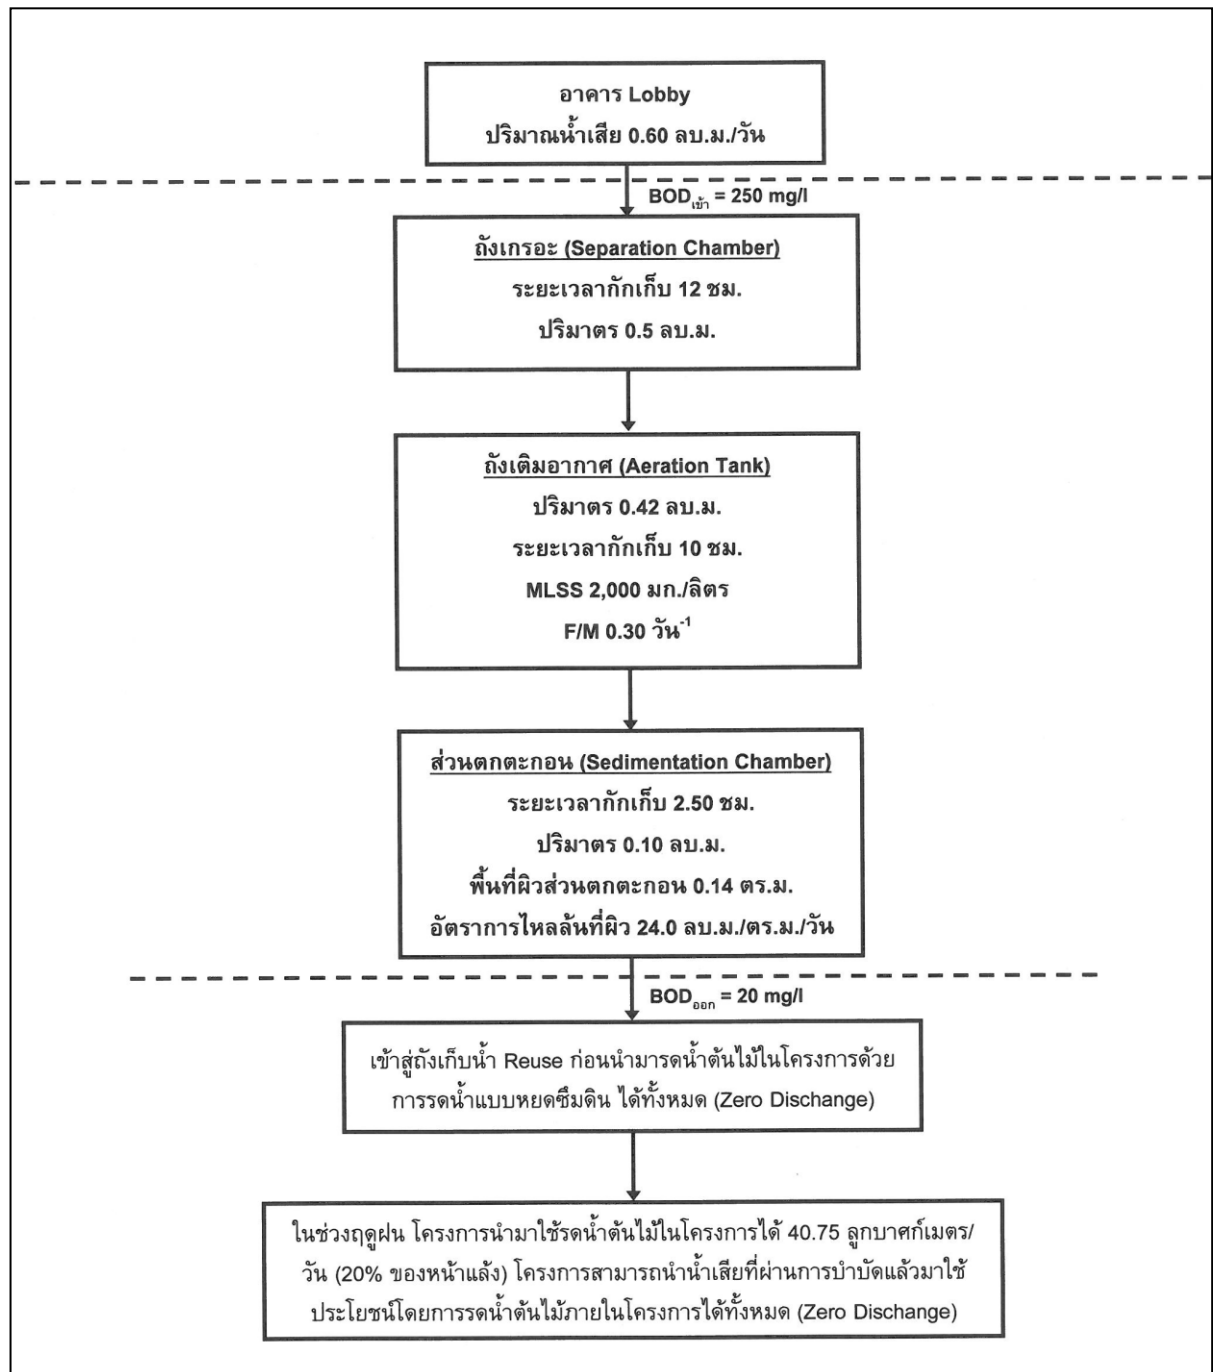 อาคาร Lobby
ปริมาณน้ำเสีย 0.60 ลบ.ม./วัน
BODเข้า = 250 mg/l
ถังเกรอะ (Separation Chamber)
ระยะเวลากักเก็บ 12 ชม.
ปริมาตร 0.5 ลบ.ม.
ถังเติมอากาศ (Aeration Tank)
ปริมาตร 0.42 ลบ.ม.
ระยะเวลากักเก็บ 10 ชม.
MLSS 2,000 มก./ลิตร
F/M 0.30 วัน⁻¹
ส่วนตกตะกอน (Sedimentation Chamber)
ระยะเวลากักเก็บ 2.50 ชม.
ปริมาตร 0.10 ลบ.ม.
พื้นที่ผิวส่วนตกตะกอน 0.14 ตร.ม.
อัตราการไหลล้นที่ผิว 24.0 ลบ.ม./ตร.ม./วัน
BODออก = 20 mg/l
เข้าสู่ถังเก็บน้ำ Reuse ก่อนนำมารดน้ำต้นไม้ในโครงการด้วย
การรดน้ำแบบหยดซึมดิน ได้ทั้งหมด (Zero Dischange)
ในช่วงฤดูฝน โครงการนำมาใช้รดน้ำต้นไม้ในโครงการได้ 40.75 ลูกบาศก์เมตร/
วัน (20% ของหน้าแล้ง) โครงการสามารถนำน้ำเสียที่ผ่านการบำบัดแล้วมาใช้
ประโยชน์โดยการรดน้ำต้นไม้ภายในโครงการได้ทั้งหมด (Zero Dischange)